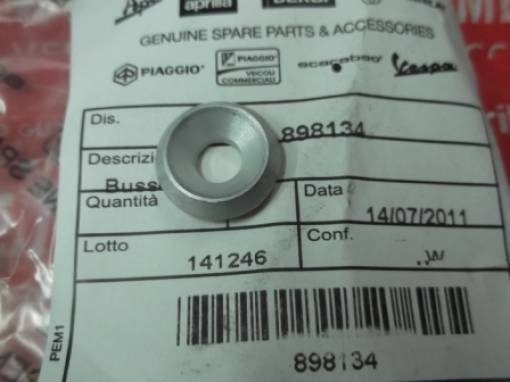 aprilia
GENUINE SPARE PARTS & ACCESSORIES
PIAGGIO PIAGGIO VEICOLI COMMERCIALI scarabeo Vespa
Dis. 898134
Descrizi
Buss
Quantità Data
14/07/2011
Lotto Conf.
141246 W
PEM1
898134